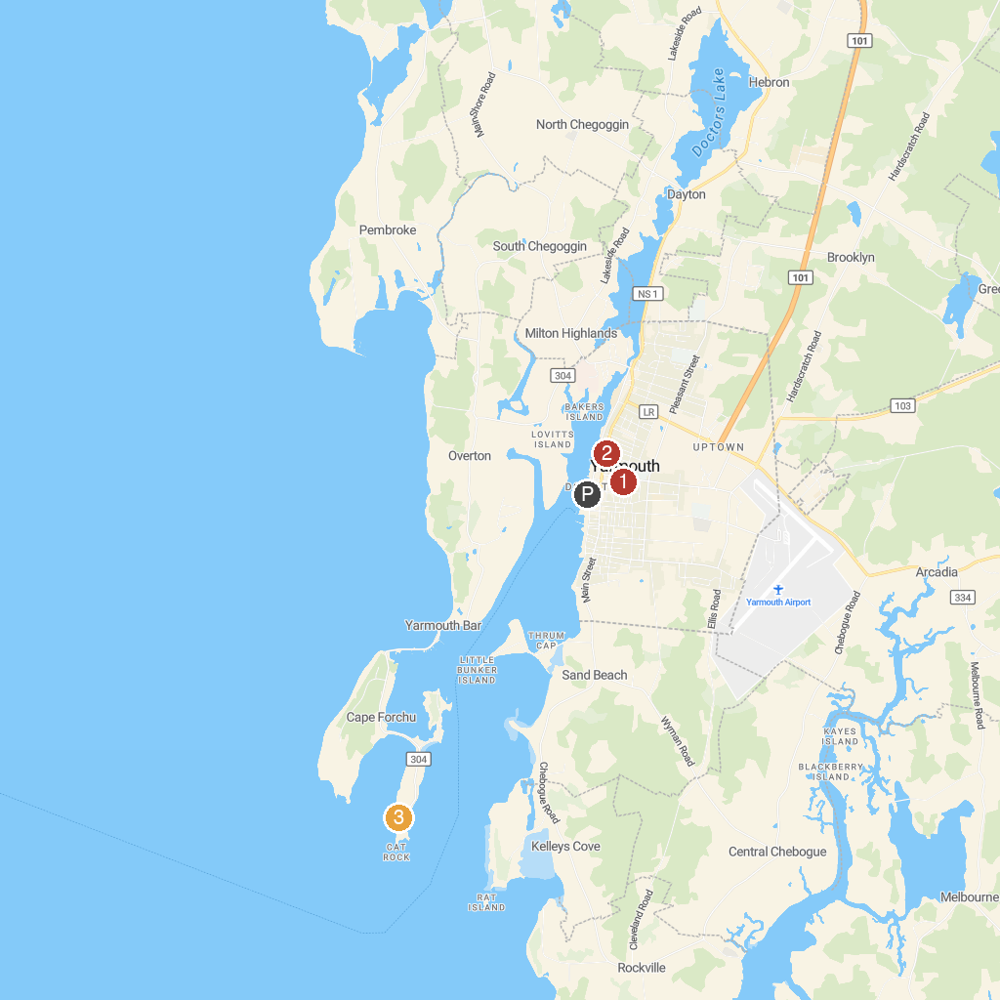 Lakeside Road
101
Hebron
Doctors Lake
Main Shore Road
North Chegoggin
Hardscratch Road
Dayton
Pembroke
South Chegoggin
Lakeside Road
Brooklyn
101
NS 1
Milton Highlands
304
Pleasant Street
Hardscratch Road
103
BAKERS
ISLAND
LR
LOVITTS
ISLAND
UPTOWN
Overton
2
Yarmouth
1
P
Main Street
Arcadia
334
Yarmouth Airport
Ellis Road
Chebogue Road
Yarmouth Bar
THRUM
CAP
LITTLE
BUNKER
ISLAND
Sand Beach
Melbourne Road
Cape Forchu
Wyman Road
KAYES
ISLAND
304
BLACKBERRY
ISLAND
Chebogue Road
3
CAT
ROCK
Kelleys Cove
Central Chebogue
RAT
ISLAND
Cleveland Road
Melbourne
Rockville